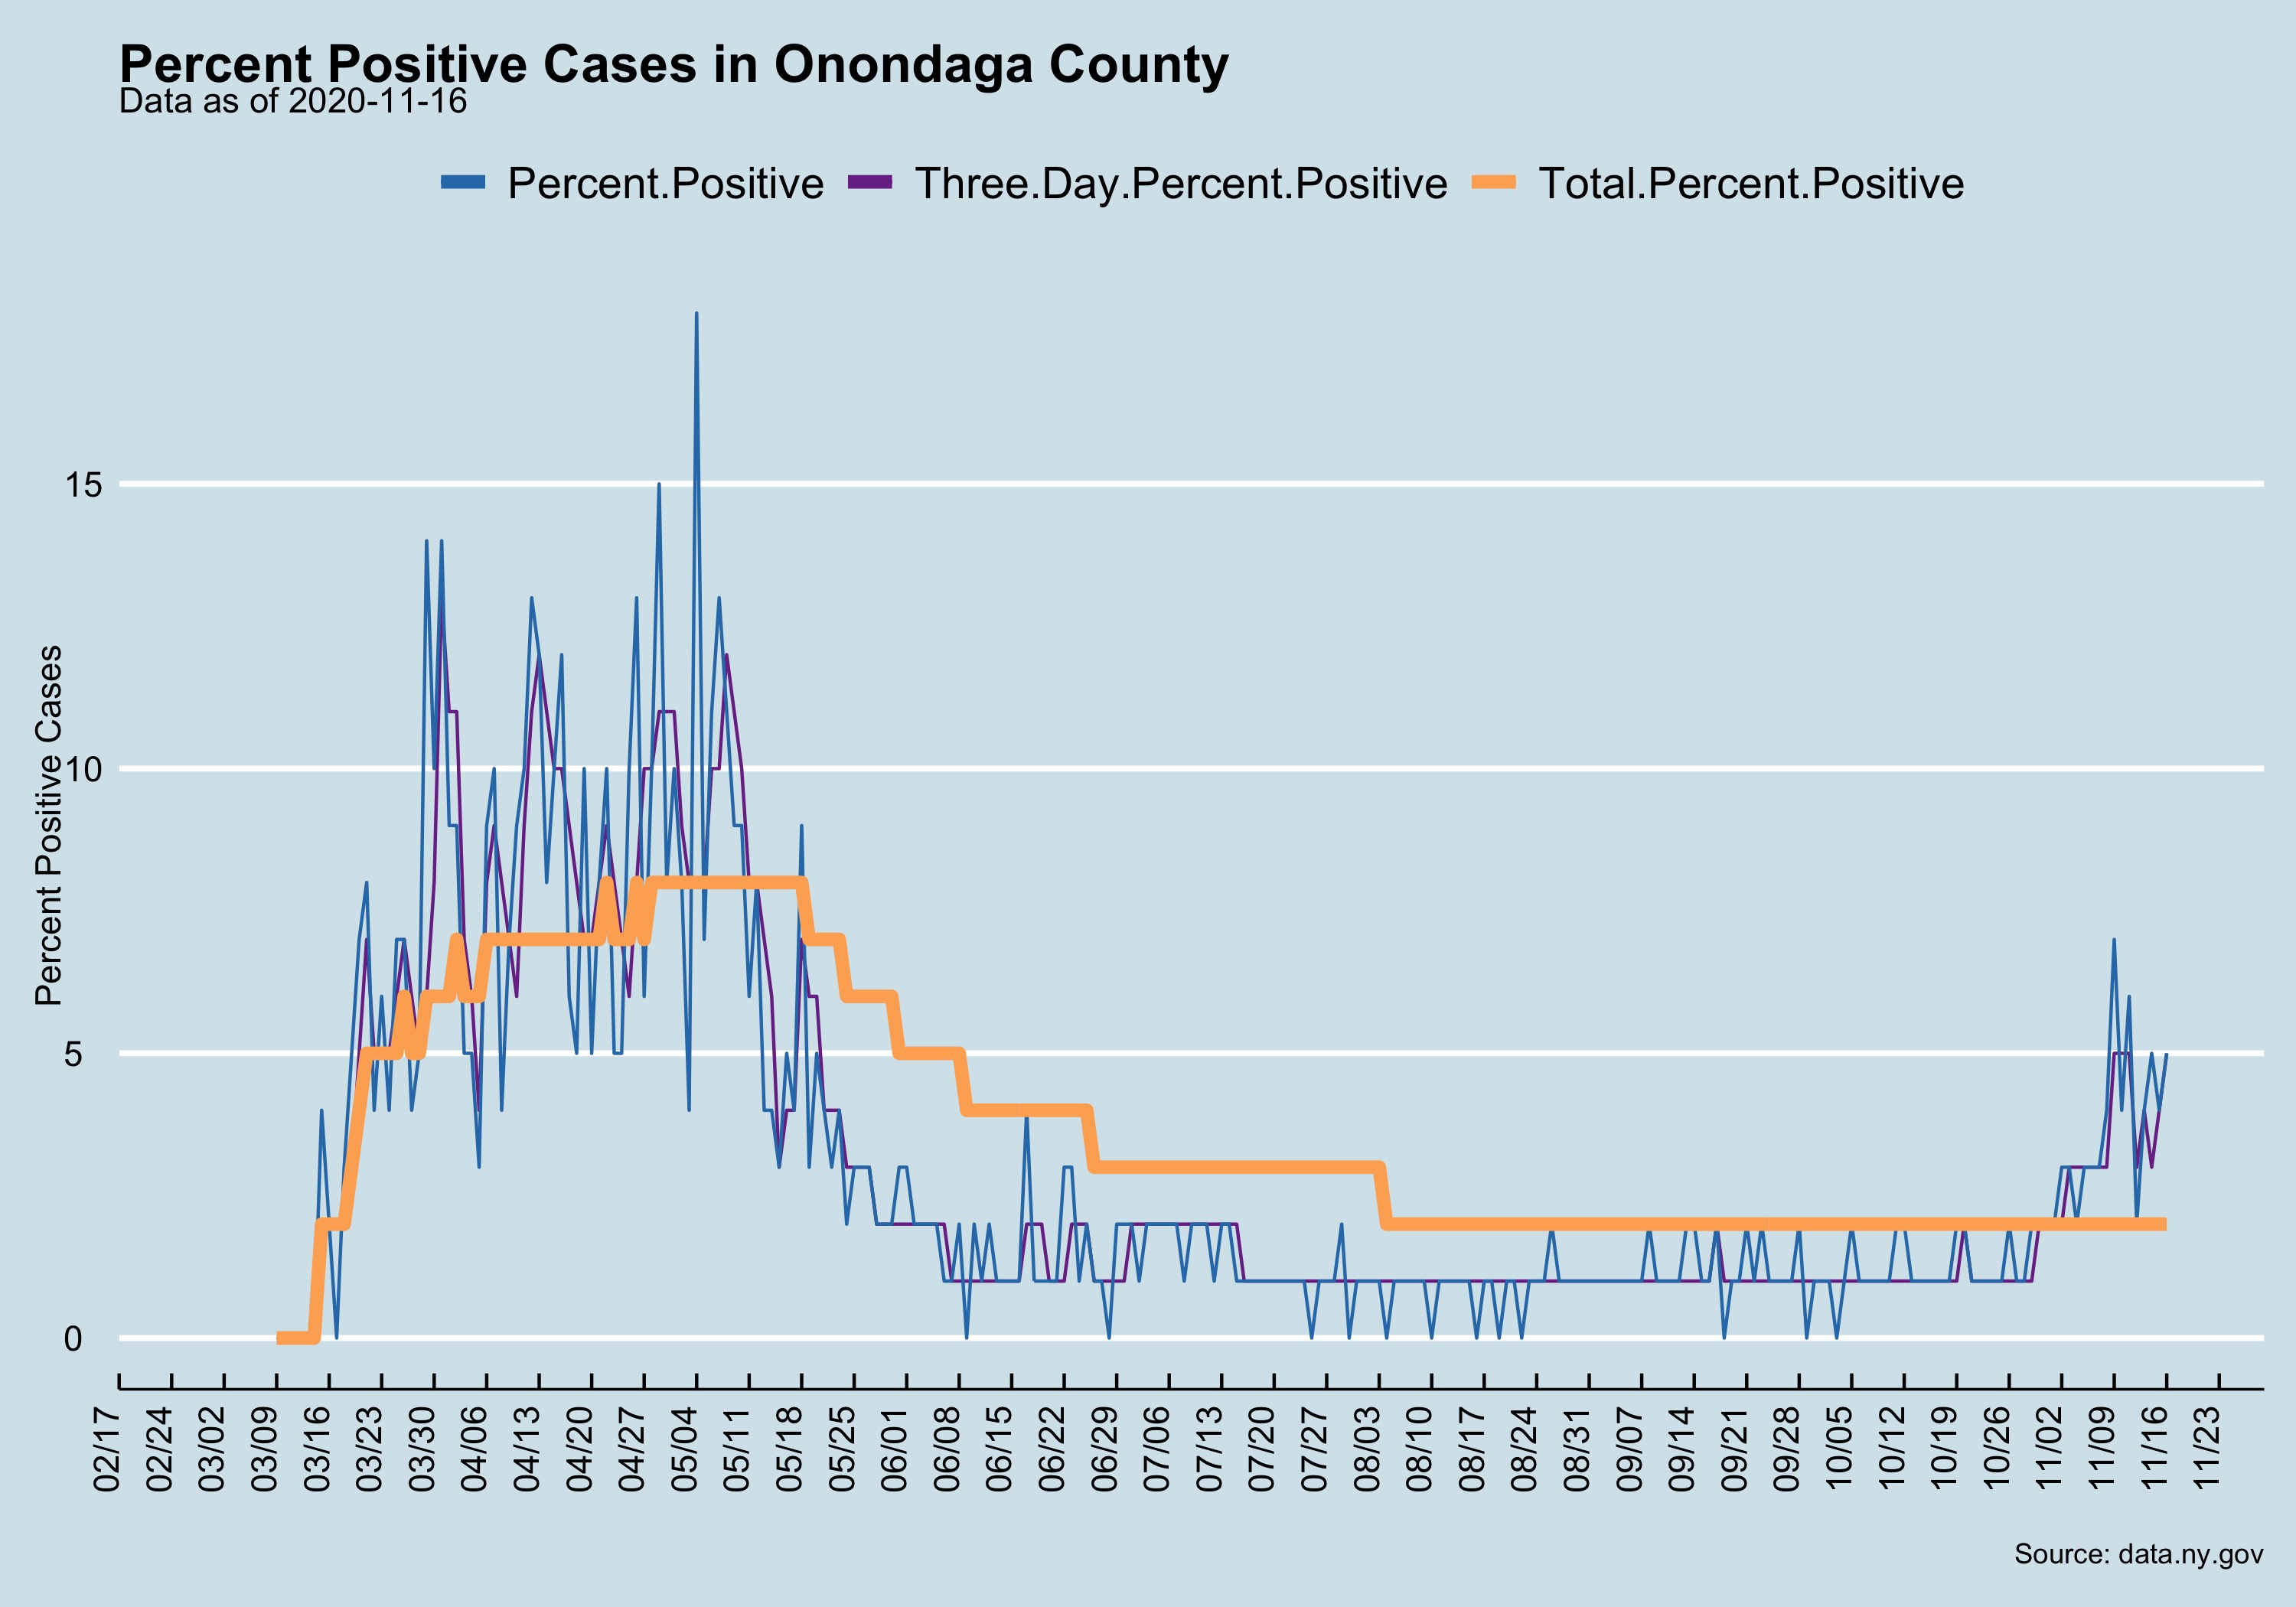 Percent Positive Cases in Onondaga County
Data as of 2020-11-16
Percent.Positive Three.Day.Percent.Positive Total.Percent.Positive
Percent Positive Cases
15
10
5
0
02/17 02/24 03/02 03/09 03/16 03/23 03/30 04/06 04/13 04/20 04/27 05/04 05/11 05/18 05/25 06/01 06/08 06/15 06/22 06/29 07/06 07/13 07/20 07/27 08/03 08/10 08/17 08/24 08/31 09/07 09/14 09/21 09/28 10/05 10/12 10/19 10/26 11/02 11/09 11/16 11/23
Source: data.ny.gov